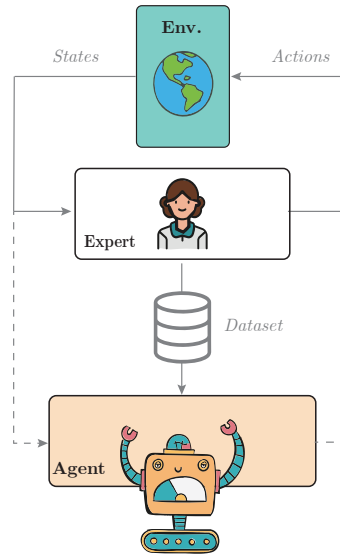 Env.
States
Actions
Expert
Dataset
Agent